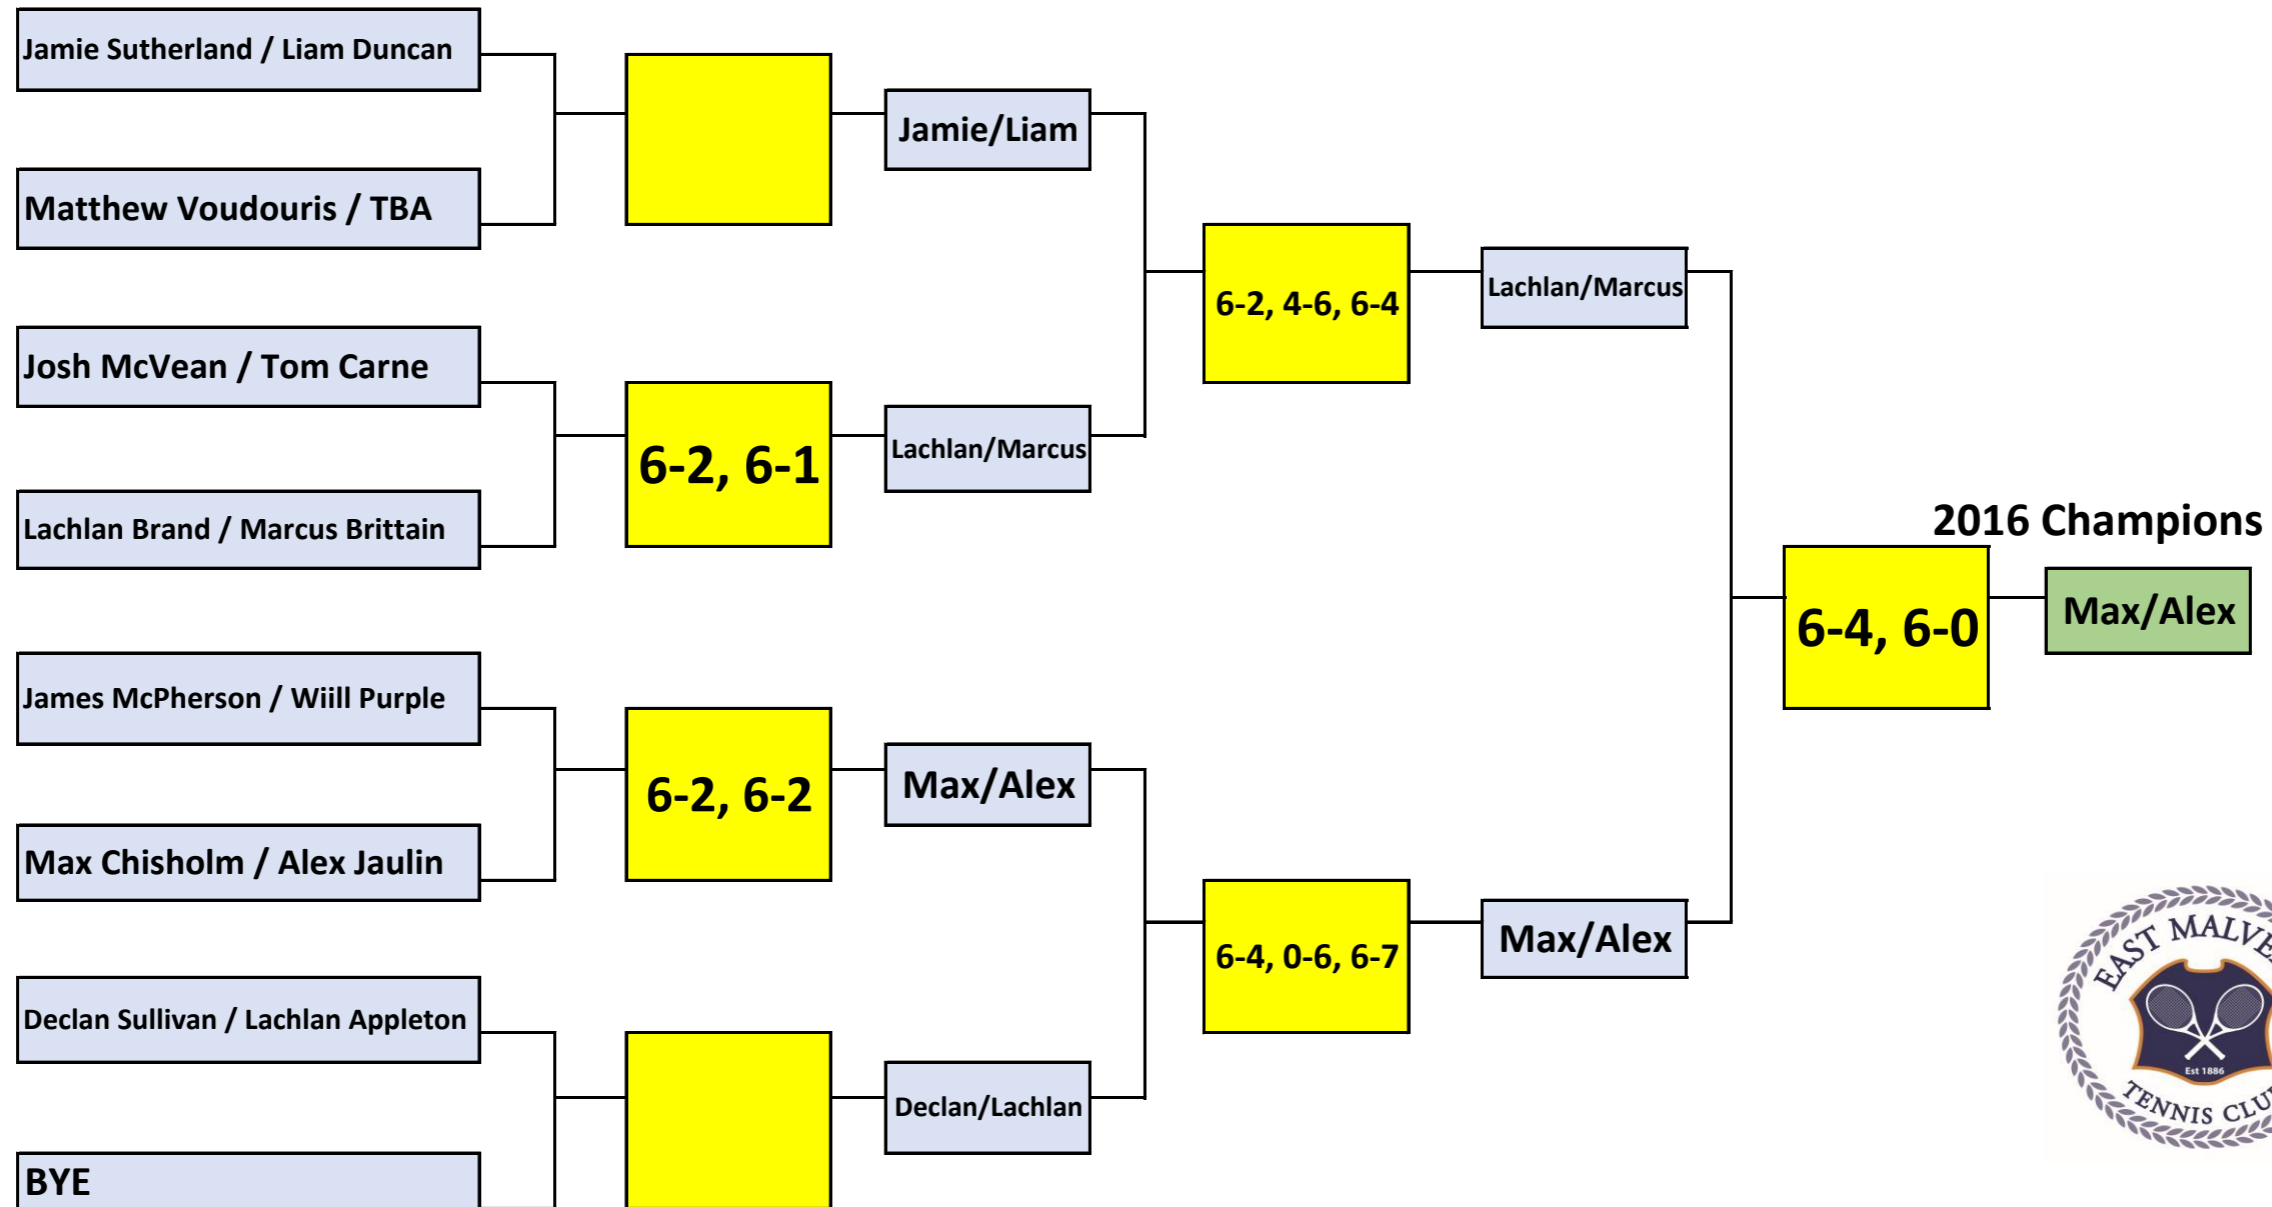 Jamie Sutherland / Liam Duncan
Matthew Voudouris / TBA
Josh McVean / Tom Carne
Lachlan Brand / Marcus Brittain
James McPherson / Wiill Purple
Max Chisholm / Alex Jaulin
Declan Sullivan / Lachlan Appleton
BYE
6-2, 6-1
6-2, 6-2
Jamie/Liam
Lachlan/Marcus
Max/Alex
Declan/Lachlan
6-2, 4-6, 6-4
6-4, 0-6, 6-7
Lachlan/Marcus
Max/Alex
6-4, 6-0
2016 Champions
Max/Alex
EAST
Est 1886
TENNIS